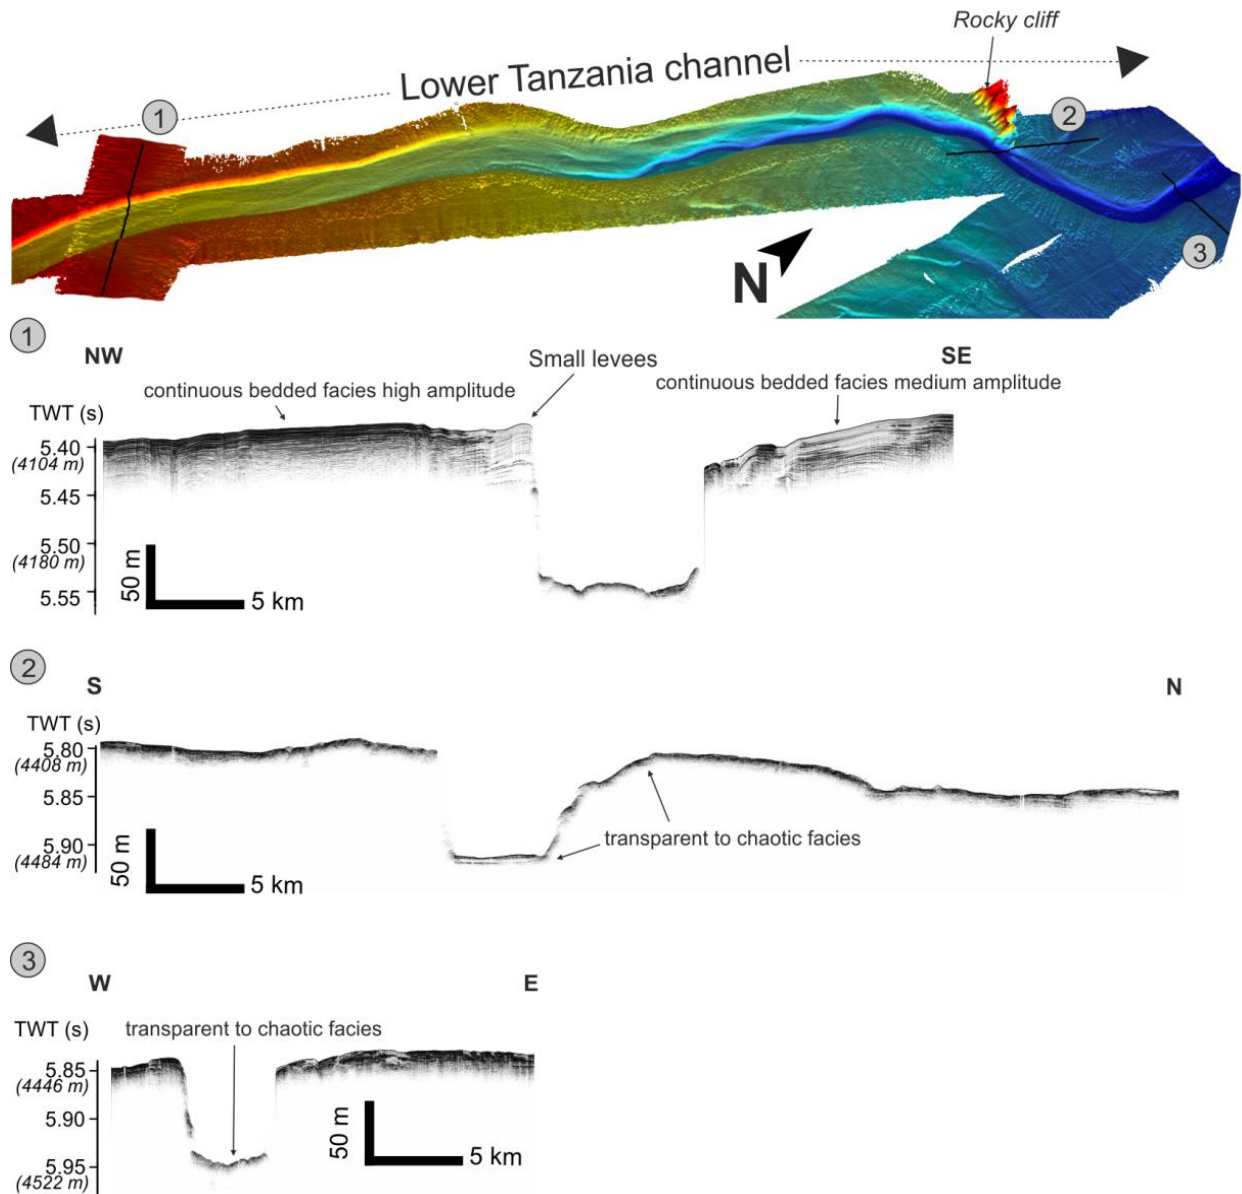 Rocky cliff
Lower Tanzania channel
1
2
N
3
1
NW
SE
Small levees
continuous bedded facies high amplitude
continuous bedded facies medium amplitude
TWT (s)
5.40
(4104 m)
5.45
5.50
(4180 m)
5.55
50 m
5 km
2
S
N
TWT (s)
5.80
(4408 m)
5.85
5.90
(4484 m)
50 m
5 km
transparent to chaotic facies
3
W
E
TWT (s)
transparent to chaotic facies
5.85
(4446 m)
5.90
5.95
(4522 m)
50 m
5 km